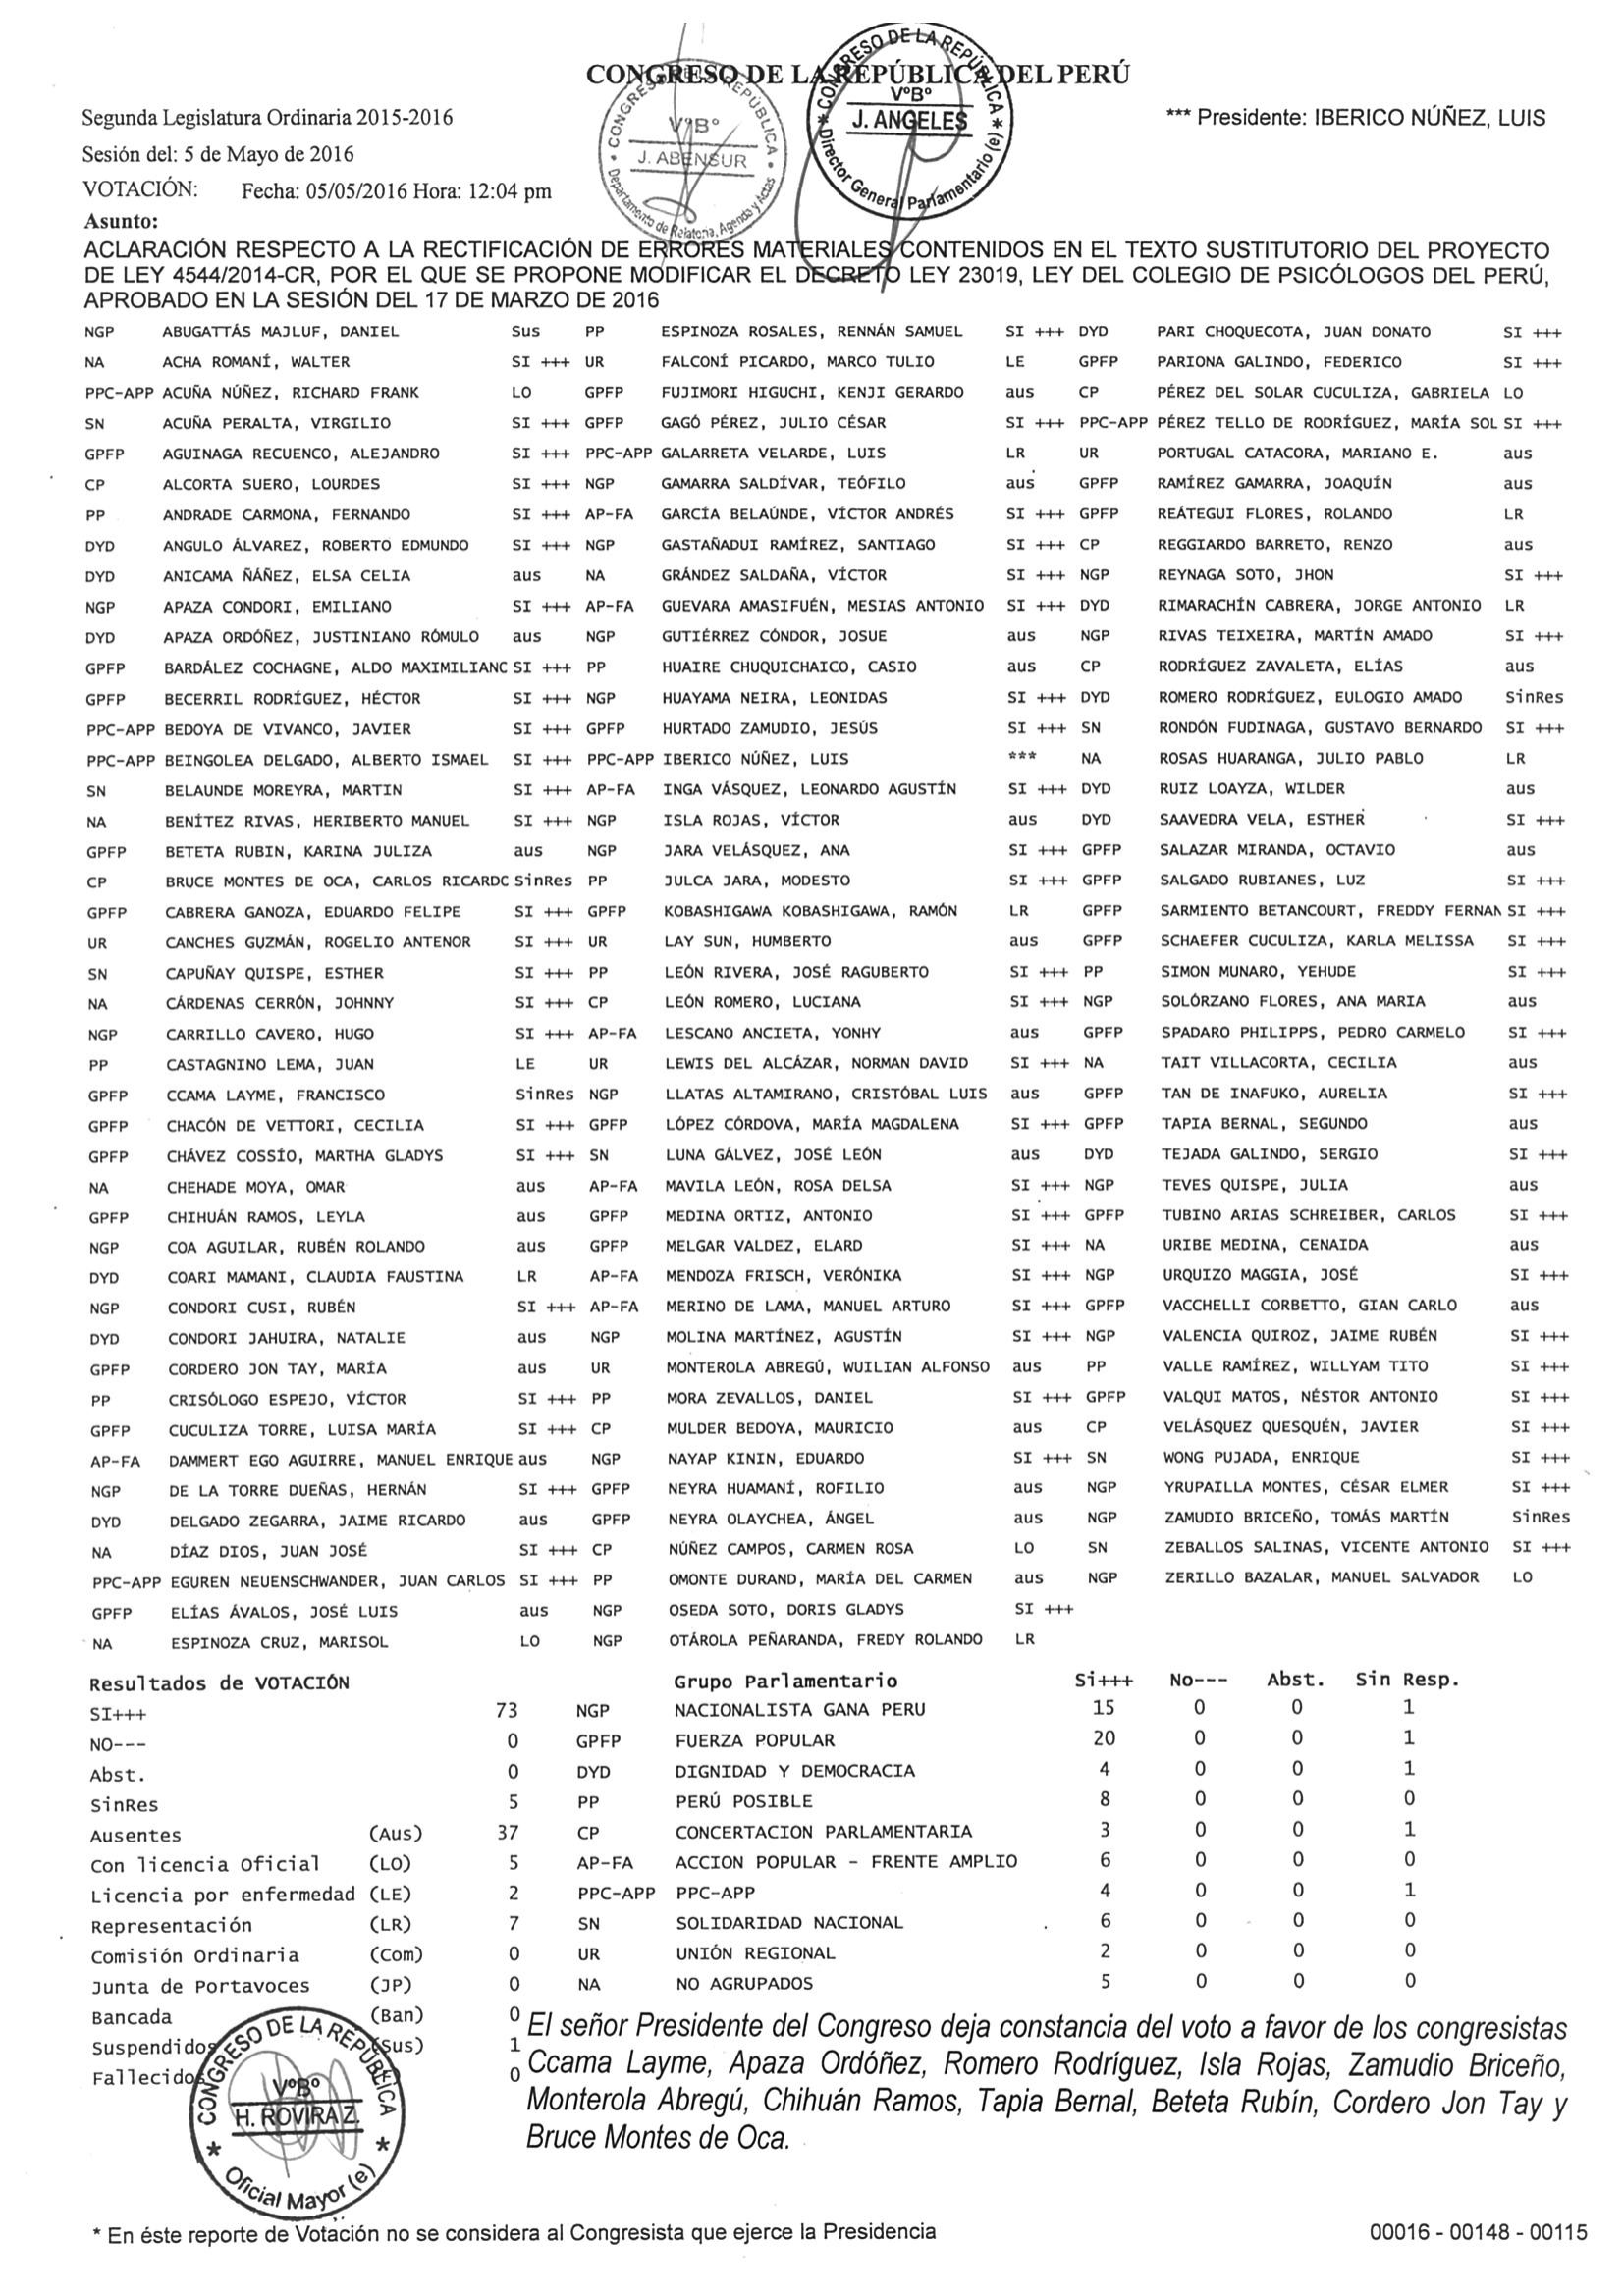 CONGRESO DE LA REPÚBLICA DEL PERÚ
Segunda Legislatura Ordinaria 2015-2016
*** Presidente: IBERICO NÚÑEZ, LUIS
Sesión del: 5 de Mayo de 2016
VOTACIÓN: Fecha: 05/05/2016 Hora: 12:04 pm
CONGRESO REPÚBLICA
VºBº
J. ABENSUR
Departamento de Relatoria, Agenda y Actas
CONGRESO DE LA REPÚBLICA
VºBº
J. ANGELES
Director General Parlamentario (e)
Asunto:
ACLARACIÓN RESPECTO A LA RECTIFICACIÓN DE ERRORES MATERIALES CONTENIDOS EN EL TEXTO SUSTITUTORIO DEL PROYECTO
DE LEY 4544/2014-CR, POR EL QUE SE PROPONE MODIFICAR EL DECRETO LEY 23019, LEY DEL COLEGIO DE PSICÓLOGOS DEL PERÚ,
APROBADO EN LA SESIÓN DEL 17 DE MARZO DE 2016
NGP ABUGATTÁS MAJLUF, DANIEL Sus PP ESPINOZA ROSALES, RENNÁN SAMUEL SI +++ DYD PARI CHOQUECOTA, JUAN DONATO SI +++
NA ACHA ROMANÍ, WALTER SI +++ UR FALCONÍ PICARDO, MARCO TULIO LE GPFP PARIONA GALINDO, FEDERICO SI +++
PPC-APP ACUÑA NÚÑEZ, RICHARD FRANK LO GPFP FUJIMORI HIGUCHI, KENJI GERARDO aus CP PÉREZ DEL SOLAR CUCULIZA, GABRIELA LO
SN ACUÑA PERALTA, VIRGILIO SI +++ GPFP GAGÓ PÉREZ, JULIO CÉSAR SI +++ PPC-APP PÉREZ TELLO DE RODRÍGUEZ, MARÍA SOL SI +++
GPFP AGUINAGA RECUENCO, ALEJANDRO SI +++ PPC-APP GALARRETA VELARDE, LUIS LR UR PORTUGAL CATACORA, MARIANO E. aus
CP ALCORTA SUERO, LOURDES SI +++ NGP GAMARRA SALDÍVAR, TEÓFILO aus GPFP RAMÍREZ GAMARRA, JOAQUÍN aus
PP ANDRADE CARMONA, FERNANDO SI +++ AP-FA GARCÍA BELAÚNDE, VÍCTOR ANDRÉS SI +++ GPFP REÁTEGUI FLORES, ROLANDO LR
DYD ANGULO ÁLVAREZ, ROBERTO EDMUNDO SI +++ NGP GASTAÑADUI RAMÍREZ, SANTIAGO SI +++ CP REGGIARDO BARRETO, RENZO aus
DYD ANICAMA ÑÁÑEZ, ELSA CELIA aus NA GRÁNDEZ SALDAÑA, VÍCTOR SI +++ NGP REYNAGA SOTO, JHON SI +++
NGP APAZA CONDORI, EMILIANO SI +++ AP-FA GUEVARA AMASIFUÉN, MESIAS ANTONIO SI +++ DYD RIMARACHÍN CABRERA, JORGE ANTONIO LR
DYD APAZA ORDÓÑEZ, JUSTINIANO RÓMULO aus NGP GUTIÉRREZ CÓNDOR, JOSUE aus NGP RIVAS TEIXEIRA, MARTÍN AMADO SI +++
GPFP BARDÁLEZ COCHAGNE, ALDO MAXIMILIANC SI +++ PP HUAIRE CHUQUICHAICO, CASIO aus CP RODRÍGUEZ ZAVALETA, ELÍAS aus
GPFP BECERRIL RODRÍGUEZ, HÉCTOR SI +++ NGP HUAYAMA NEIRA, LEONIDAS SI +++ DYD ROMERO RODRÍGUEZ, EULOGIO AMADO SinRes
PPC-APP BEDOYA DE VIVANCO, JAVIER SI +++ GPFP HURTADO ZAMUDIO, JESÚS SI +++ SN RONDÓN FUDINAGA, GUSTAVO BERNARDO SI +++
PPC-APP BEINGOLEA DELGADO, ALBERTO ISMAEL SI +++ PPC-APP IBERICO NÚÑEZ, LUIS *** NA ROSAS HUARANGA, JULIO PABLO LR
SN BELAUNDE MOREYRA, MARTIN SI +++ AP-FA INGA VÁSQUEZ, LEONARDO AGUSTÍN SI +++ DYD RUIZ LOAYZA, WILDER aus
NA BENÍTEZ RIVAS, HERIBERTO MANUEL SI +++ NGP ISLA ROJAS, VÍCTOR aus DYD SAAVEDRA VELA, ESTHER SI +++
GPFP BETETA RUBIN, KARINA JULIZA aus NGP JARA VELÁSQUEZ, ANA SI +++ GPFP SALAZAR MIRANDA, OCTAVIO aus
CP BRUCE MONTES DE OCA, CARLOS RICARDC SinRes PP JULCA JARA, MODESTO SI +++ GPFP SALGADO RUBIANES, LUZ SI +++
GPFP CABRERA GANOZA, EDUARDO FELIPE SI +++ GPFP KOBASHIGAWA KOBASHIGAWA, RAMÓN LR GPFP SARMIENTO BETANCOURT, FREDDY FERNAN SI +++
UR CANCHES GUZMÁN, ROGELIO ANTENOR SI +++ UR LAY SUN, HUMBERTO aus GPFP SCHAEFER CUCULIZA, KARLA MELISSA SI +++
SN CAPUÑAY QUISPE, ESTHER SI +++ PP LEÓN RIVERA, JOSÉ RAGUBERTO SI +++ PP SIMON MUNARO, YEHUDE SI +++
NA CÁRDENAS CERRÓN, JOHNNY SI +++ CP LEÓN ROMERO, LUCIANA SI +++ NGP SOLÓRZANO FLORES, ANA MARIA aus
NGP CARRILLO CAVERO, HUGO SI +++ AP-FA LESCANO ANCIETA, YONHY aus GPFP SPADARO PHILIPPS, PEDRO CARMELO SI +++
PP CASTAGNINO LEMA, JUAN LE UR LEWIS DEL ALCÁZAR, NORMAN DAVID SI +++ NA TAIT VILLACORTA, CECILIA aus
GPFP CCAMA LAYME, FRANCISCO SinRes NGP LLATAS ALTAMIRANO, CRISTÓBAL LUIS aus GPFP TAN DE INAFUKO, AURELIA SI +++
GPFP CHACÓN DE VETTORI, CECILIA SI +++ GPFP LÓPEZ CÓRDOVA, MARÍA MAGDALENA SI +++ GPFP TAPIA BERNAL, SEGUNDO aus
GPFP CHÁVEZ COSSÍO, MARTHA GLADYS SI +++ SN LUNA GÁLVEZ, JOSÉ LEÓN aus DYD TEJADA GALINDO, SERGIO SI +++
NA CHEHADE MOYA, OMAR aus AP-FA MAVILA LEÓN, ROSA DELSA SI +++ NGP TEVES QUISPE, JULIA aus
GPFP CHIHUÁN RAMOS, LEYLA aus GPFP MEDINA ORTIZ, ANTONIO SI +++ GPFP TUBINO ARIAS SCHREIBER, CARLOS SI +++
NGP COA AGUILAR, RUBÉN ROLANDO aus GPFP MELGAR VALDEZ, ELARD SI +++ NA URIBE MEDINA, CENAIDA aus
DYD COARI MAMANI, CLAUDIA FAUSTINA LR AP-FA MENDOZA FRISCH, VERÓNIKA SI +++ NGP URQUIZO MAGGIA, JOSÉ SI +++
NGP CONDORI CUSI, RUBÉN SI +++ AP-FA MERINO DE LAMA, MANUEL ARTURO SI +++ GPFP VACCHELLI CORBETTO, GIAN CARLO aus
DYD CONDORI JAHUIRA, NATALIE aus NGP MOLINA MARTÍNEZ, AGUSTÍN SI +++ NGP VALENCIA QUIROZ, JAIME RUBÉN SI +++
GPFP CORDERO JON TAY, MARÍA aus UR MONTEROLA ABREGÚ, WUILIAN ALFONSO aus PP VALLE RAMÍREZ, WILLYAM TITO SI +++
PP CRISÓLOGO ESPEJO, VÍCTOR SI +++ PP MORA ZEVALLOS, DANIEL SI +++ GPFP VALQUI MATOS, NÉSTOR ANTONIO SI +++
GPFP CUCULIZA TORRE, LUISA MARÍA SI +++ CP MULDER BEDOYA, MAURICIO aus CP VELÁSQUEZ QUESQUÉN, JAVIER SI +++
AP-FA DAMMERT EGO AGUIRRE, MANUEL ENRIQUE aus NGP NAYAP KININ, EDUARDO SI +++ SN WONG PUJADA, ENRIQUE SI +++
NGP DE LA TORRE DUEÑAS, HERNÁN SI +++ GPFP NEYRA HUAMANÍ, ROFILIO aus NGP YRUPAILLA MONTES, CÉSAR ELMER SI +++
DYD DELGADO ZEGARRA, JAIME RICARDO aus GPFP NEYRA OLAYCHEA, ÁNGEL aus NGP ZAMUDIO BRICEÑO, TOMÁS MARTÍN SinRes
NA DÍAZ DIOS, JUAN JOSÉ SI +++ CP NÚÑEZ CAMPOS, CARMEN ROSA LO SN ZEBALLOS SALINAS, VICENTE ANTONIO SI +++
PPC-APP EGUREN NEUENSCHWANDER, JUAN CARLOS SI +++ PP OMONTE DURAND, MARÍA DEL CARMEN aus NGP ZERILLO BAZALAR, MANUEL SALVADOR LO
GPFP ELÍAS ÁVALOS, JOSÉ LUIS aus NGP OSEDA SOTO, DORIS GLADYS SI +++
NA ESPINOZA CRUZ, MARISOL LO NGP OTÁROLA PEÑARANDA, FREDY ROLANDO LR
Resultados de VOTACIÓN Grupo Parlamentario Si+++ No--- Abst. Sin Resp.
SI+++ 73 NGP NACIONALISTA GANA PERU 15 0 0 1
NO--- 0 GPFP FUERZA POPULAR 20 0 0 1
Abst. 0 DYD DIGNIDAD Y DEMOCRACIA 4 0 0 1
SinRes 5 PP PERÚ POSIBLE 8 0 0 0
Ausentes (Aus) 37 CP CONCERTACION PARLAMENTARIA 3 0 0 1
Con licencia Oficial (LO) 5 AP-FA ACCION POPULAR - FRENTE AMPLIO 6 0 0 0
Licencia por enfermedad (LE) 2 PPC-APP PPC-APP 4 0 0 1
Representación (LR) 7 SN SOLIDARIDAD NACIONAL 6 0 0 0
Comisión Ordinaria (Com) 0 UR UNIÓN REGIONAL 2 0 0 0
Junta de Portavoces (JP) 0 NA NO AGRUPADOS 5 0 0 0
Bancada (Ban) 0
Suspendidos (Sus) 1
Fallecidos 0
El señor Presidente del Congreso deja constancia del voto a favor de los congresistas
Ccama Layme, Apaza Ordóñez, Romero Rodríguez, Isla Rojas, Zamudio Briceño,
Monterola Abregú, Chihuán Ramos, Tapia Bernal, Beteta Rubín, Cordero Jon Tay y
Bruce Montes de Oca.
CONGRESO DE LA REPÚBLICA
VºBº
H. ROVIRA Z.
Oficial Mayor (e)
* En éste reporte de Votación no se considera al Congresista que ejerce la Presidencia
00016 - 00148 - 00115